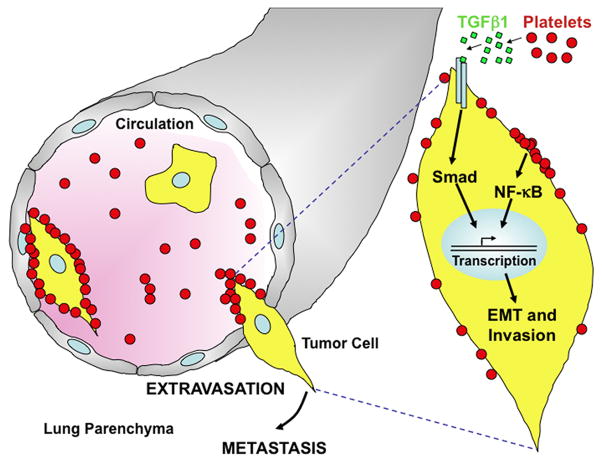 TGFβ1 Platelets
Circulation
Smad
NF-κB
Transcription
EMT and
Invasion
Tumor Cell
EXTRAVASATION
Lung Parenchyma
METASTASIS